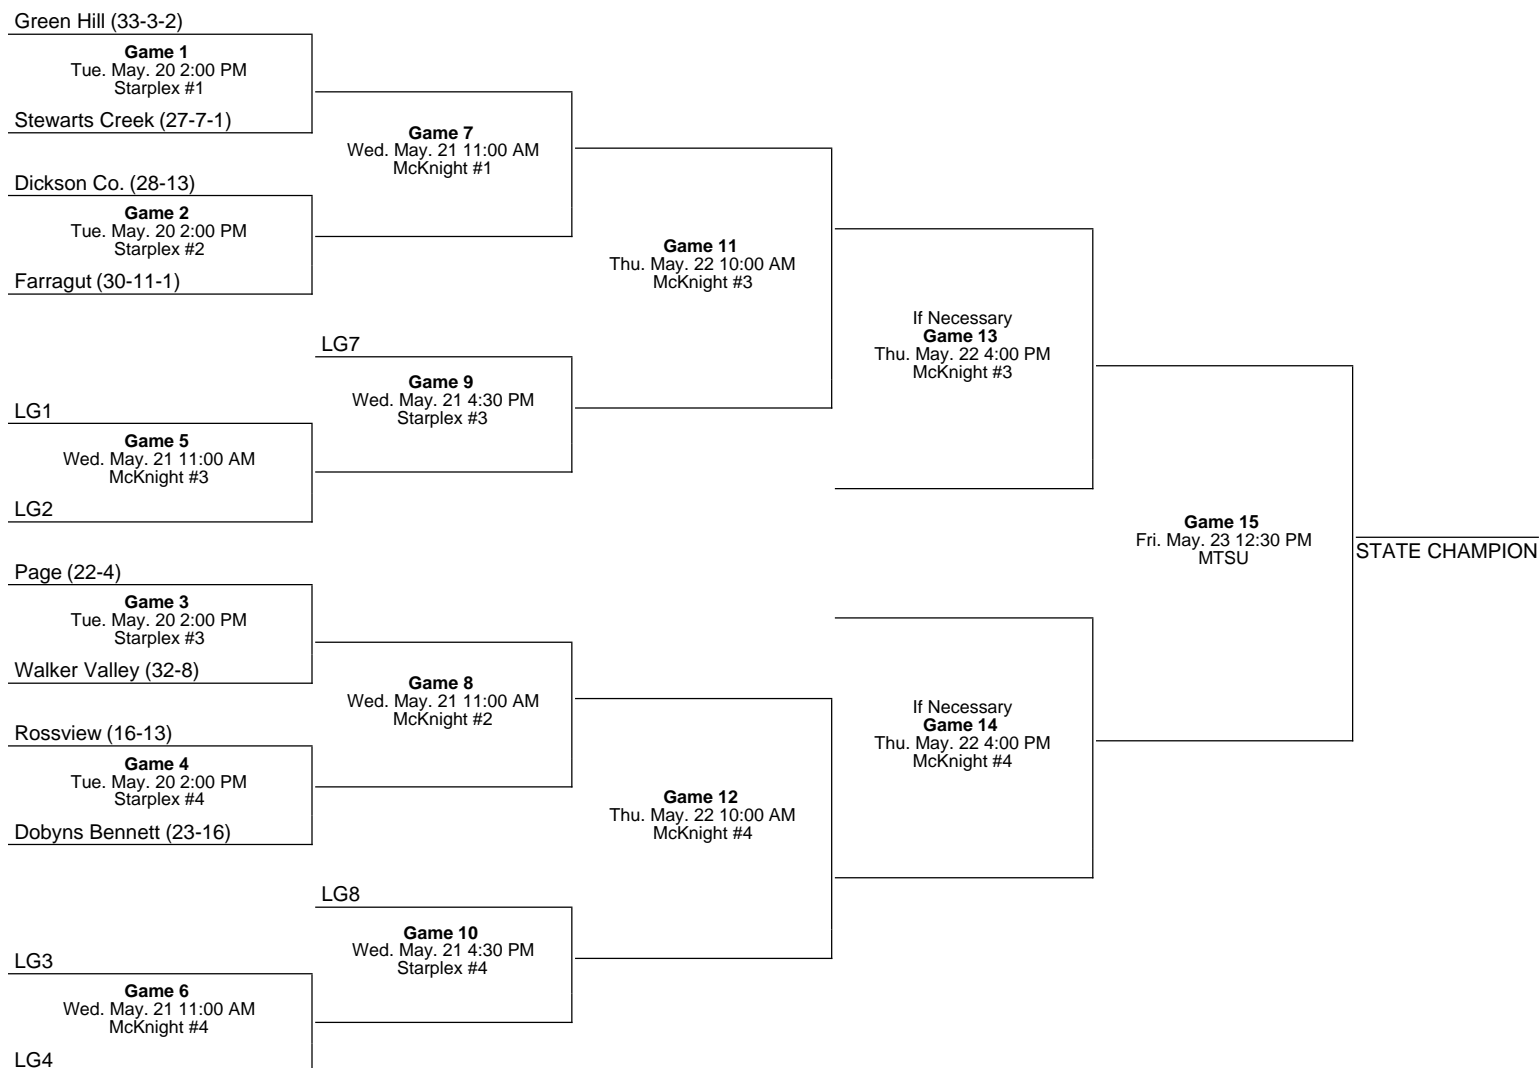 Green Hill (33-3-2)
Game 1
Tue. May. 20 2:00 PM
Starplex #1
Stewarts Creek (27-7-1)
Dickson Co. (28-13)
Game 2
Tue. May. 20 2:00 PM
Starplex #2
Farragut (30-11-1)
LG1
Game 5
Wed. May. 21 11:00 AM
McKnight #3
LG2
Page (22-4)
Game 3
Tue. May. 20 2:00 PM
Starplex #3
Walker Valley (32-8)
Rossview (16-13)
Game 4
Tue. May. 20 2:00 PM
Starplex #4
Dobyns Bennett (23-16)
LG3
Game 6
Wed. May. 21 11:00 AM
McKnight #4
LG4
Game 7
Wed. May. 21 11:00 AM
McKnight #1
LG7
Game 9
Wed. May. 21 4:30 PM
Starplex #3
Game 8
Wed. May. 21 11:00 AM
McKnight #2
LG8
Game 10
Wed. May. 21 4:30 PM
Starplex #4
Game 11
Thu. May. 22 10:00 AM
McKnight #3
Game 12
Thu. May. 22 10:00 AM
McKnight #4
If Necessary
Game 13
Thu. May. 22 4:00 PM
McKnight #3
If Necessary
Game 14
Thu. May. 22 4:00 PM
McKnight #4
Game 15
Fri. May. 23 12:30 PM
MTSU
STATE CHAMPION